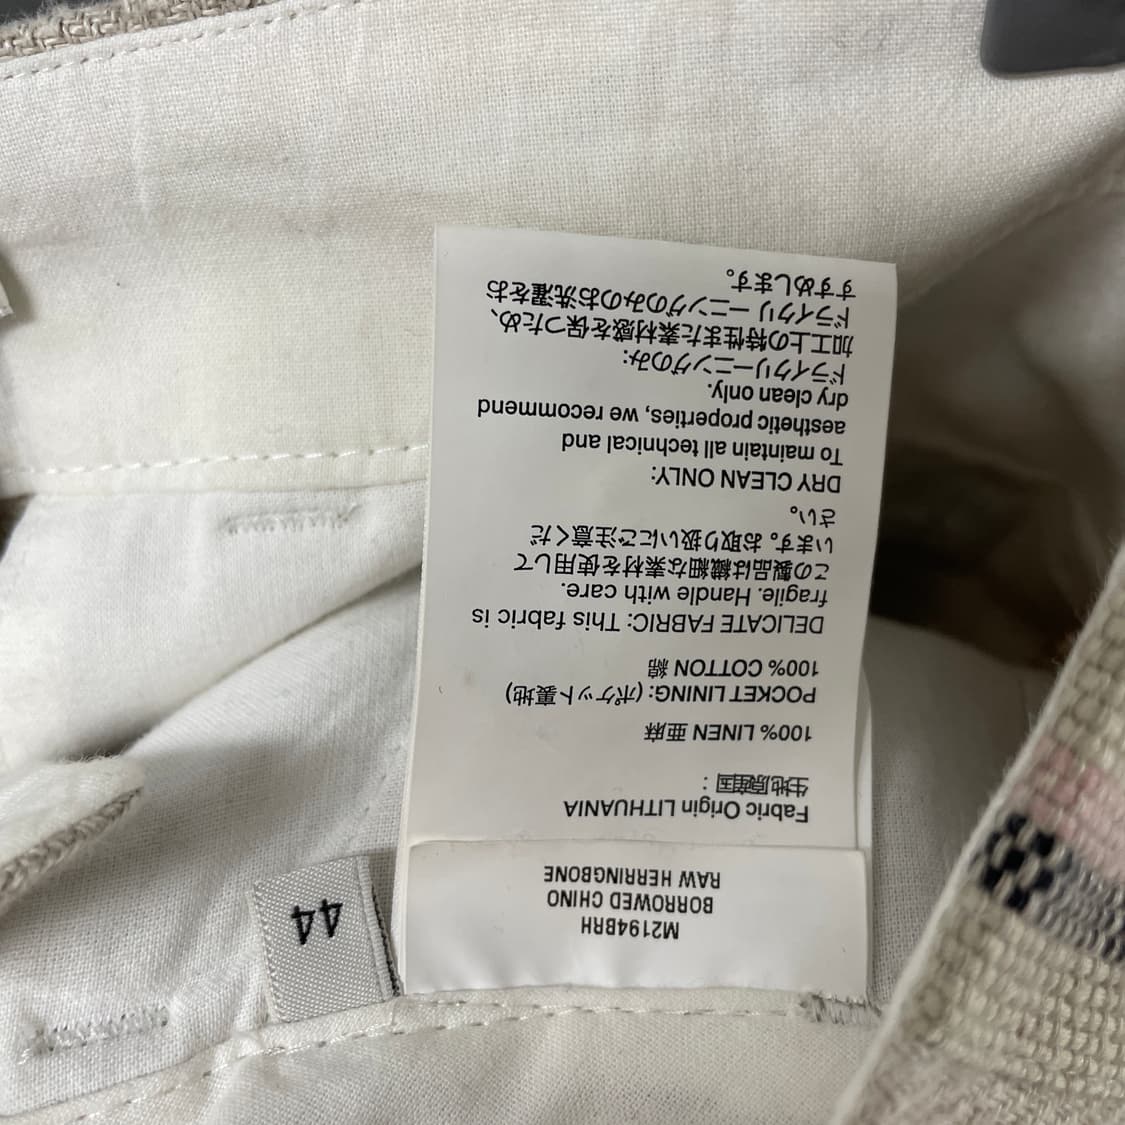 M2194BRH
BORROWED CHINO
RAW HERRINGBONE
Fabric Origin LITHUANIA
生地原産国：
100% LINEN 亜麻
POCKET LINING: (ポケット裏地)
100% COTTON 綿
DELICATE FABRIC: This fabric is
fragile. Handle with care.
この製品は繊細な素材を使用して
います。お取り扱いにご注意くだ
さい。
DRY CLEAN ONLY:
To maintain all technical and
aesthetic properties, we recommend
dry clean only.
ドライクリーニングのみ:
加工上の特性また素材感を保つため、
ドライクリーニングのみのお洗濯をお
すすめします。
44